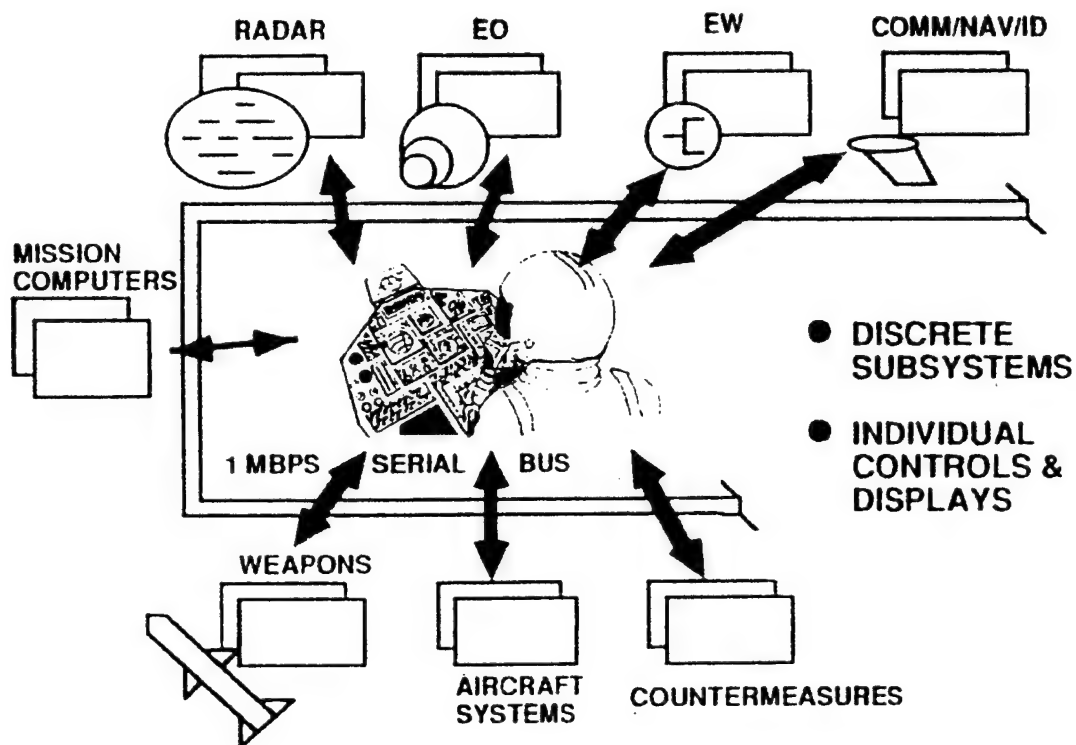 RADAR
EO
EW
COMM/NAV/ID
MISSION
COMPUTERS
● DISCRETE
SUBSYSTEMS
● INDIVIDUAL
CONTROLS &
DISPLAYS
1 MBPS SERIAL BUS
WEAPONS
AIRCRAFT
SYSTEMS
COUNTERMEASURES